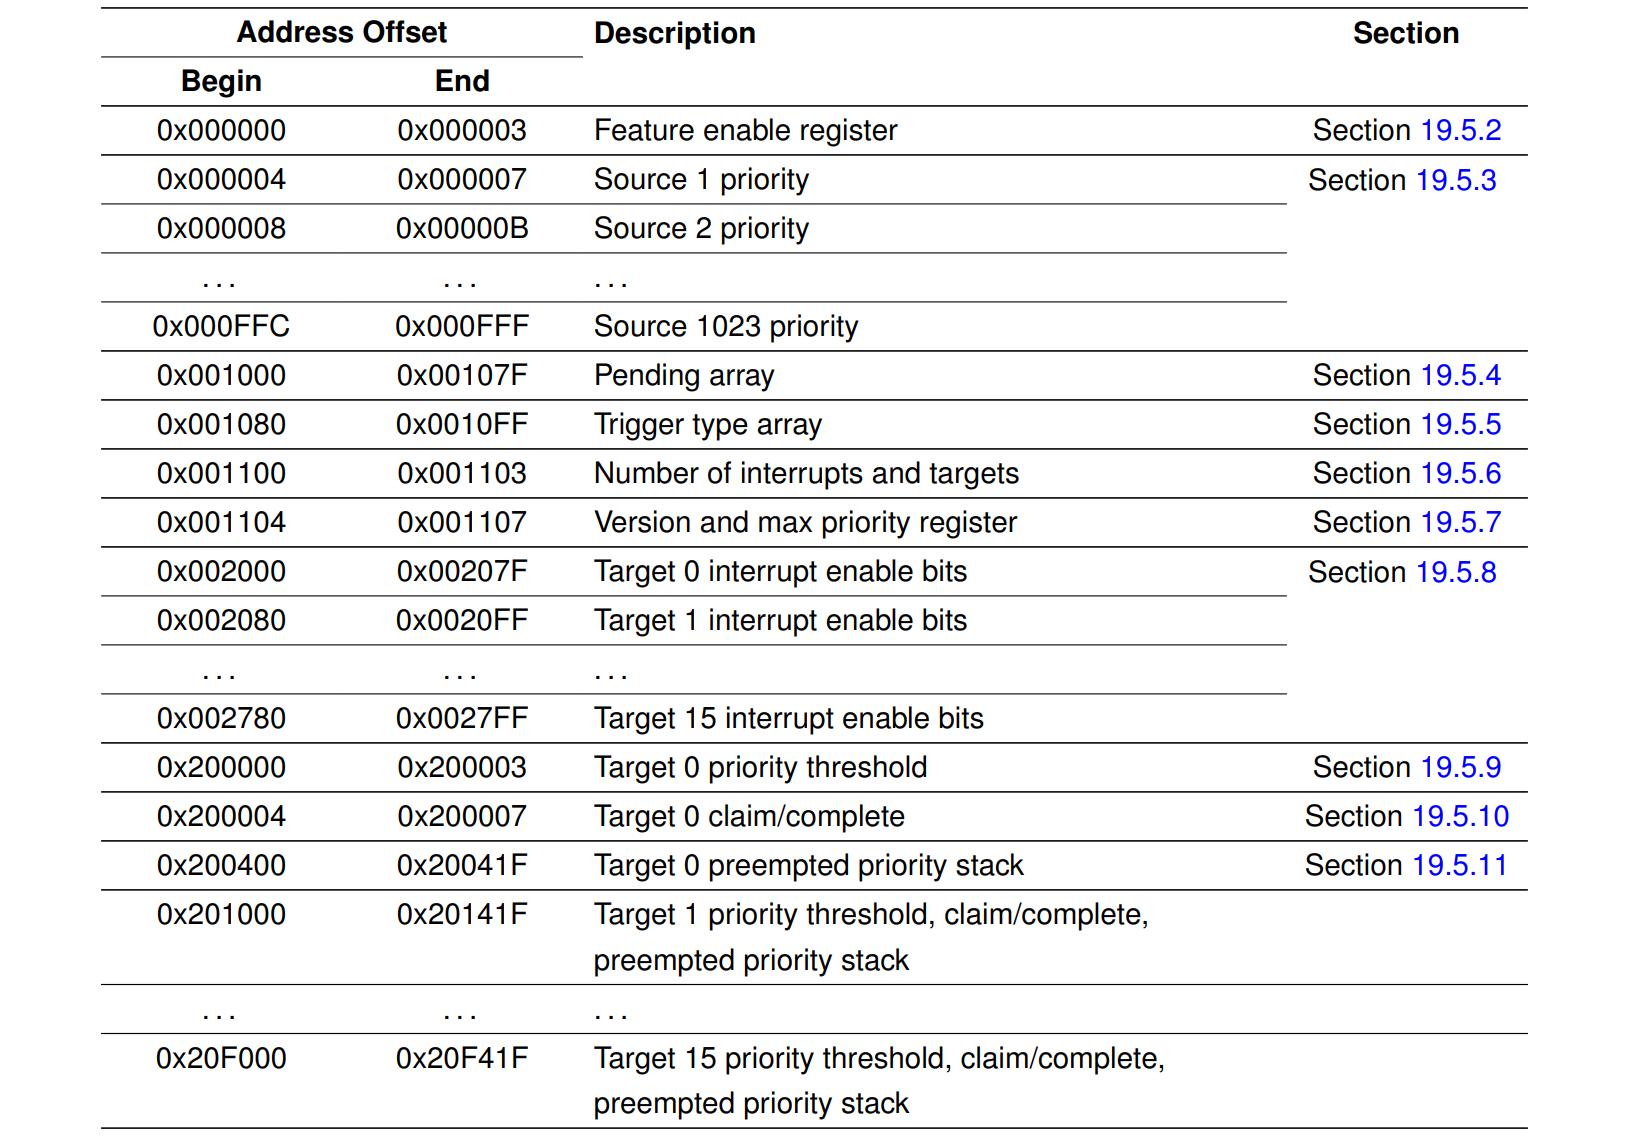 Address Offset Description Section
Begin End
0x000000 0x000003 Feature enable register Section 19.5.2
0x000004 0x000007 Source 1 priority Section 19.5.3
0x000008 0x00000B Source 2 priority
... ... ...
0x000FFC 0x000FFF Source 1023 priority
0x001000 0x00107F Pending array Section 19.5.4
0x001080 0x0010FF Trigger type array Section 19.5.5
0x001100 0x001103 Number of interrupts and targets Section 19.5.6
0x001104 0x001107 Version and max priority register Section 19.5.7
0x002000 0x00207F Target 0 interrupt enable bits Section 19.5.8
0x002080 0x0020FF Target 1 interrupt enable bits
... ... ...
0x002780 0x0027FF Target 15 interrupt enable bits
0x200000 0x200003 Target 0 priority threshold Section 19.5.9
0x200004 0x200007 Target 0 claim/complete Section 19.5.10
0x200400 0x20041F Target 0 preempted priority stack Section 19.5.11
0x201000 0x20141F Target 1 priority threshold, claim/complete,
preempted priority stack
... ... ...
0x20F000 0x20F41F Target 15 priority threshold, claim/complete,
preempted priority stack